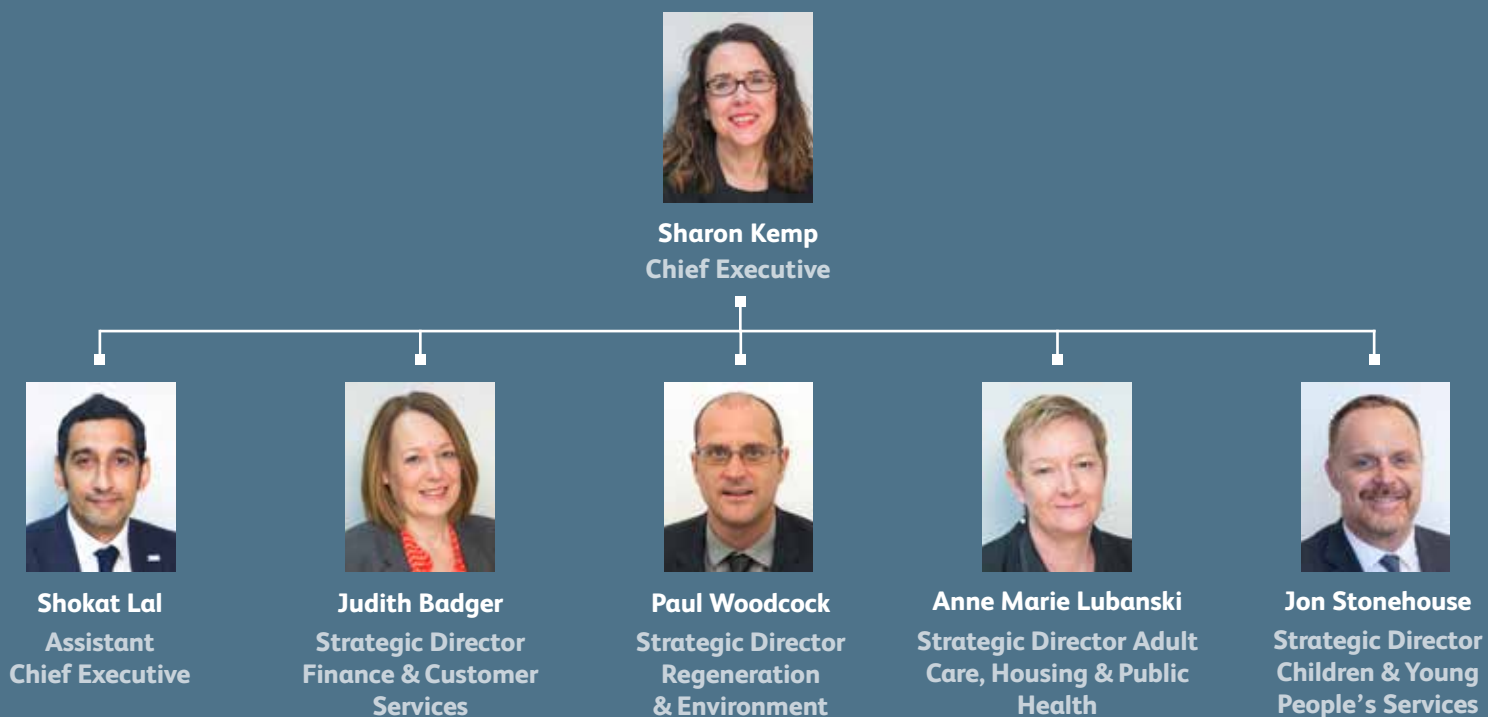 Sharon Kemp
Chief Executive
Shokat Lal
Assistant
Chief Executive
Judith Badger
Strategic Director
Finance & Customer
Services
Paul Woodcock
Strategic Director
Regeneration
& Environment
Anne Marie Lubanski
Strategic Director Adult
Care, Housing & Public
Health
Jon Stonehouse
Strategic Director
Children & Young
People's Services